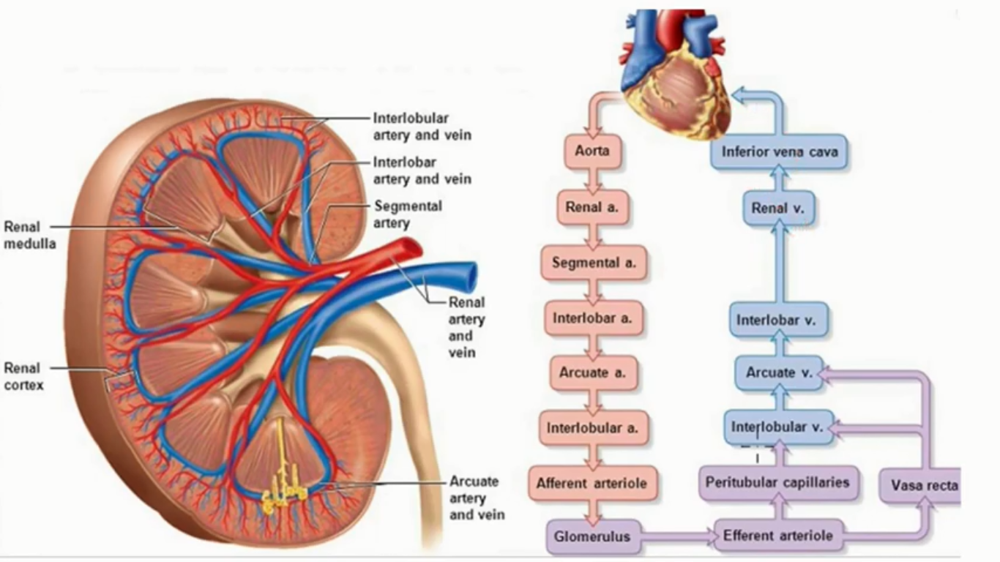 Interlobular
artery and vein
Interlobar
artery and vein
Segmental
artery
Renal
medulla
Renal
artery
and
vein
Renal
cortex
Arcuate
artery
and vein
Aorta
Renal a.
Segmental a.
Interlobar a.
Arcuate a.
Interlobular a.
Afferent arteriole
Glomerulus
Inferior vena cava
Renal v.
Interlobar v.
Arcuate v.
Interlobular v.
Peritubular capillaries
Vasa recta
Efferent arteriole